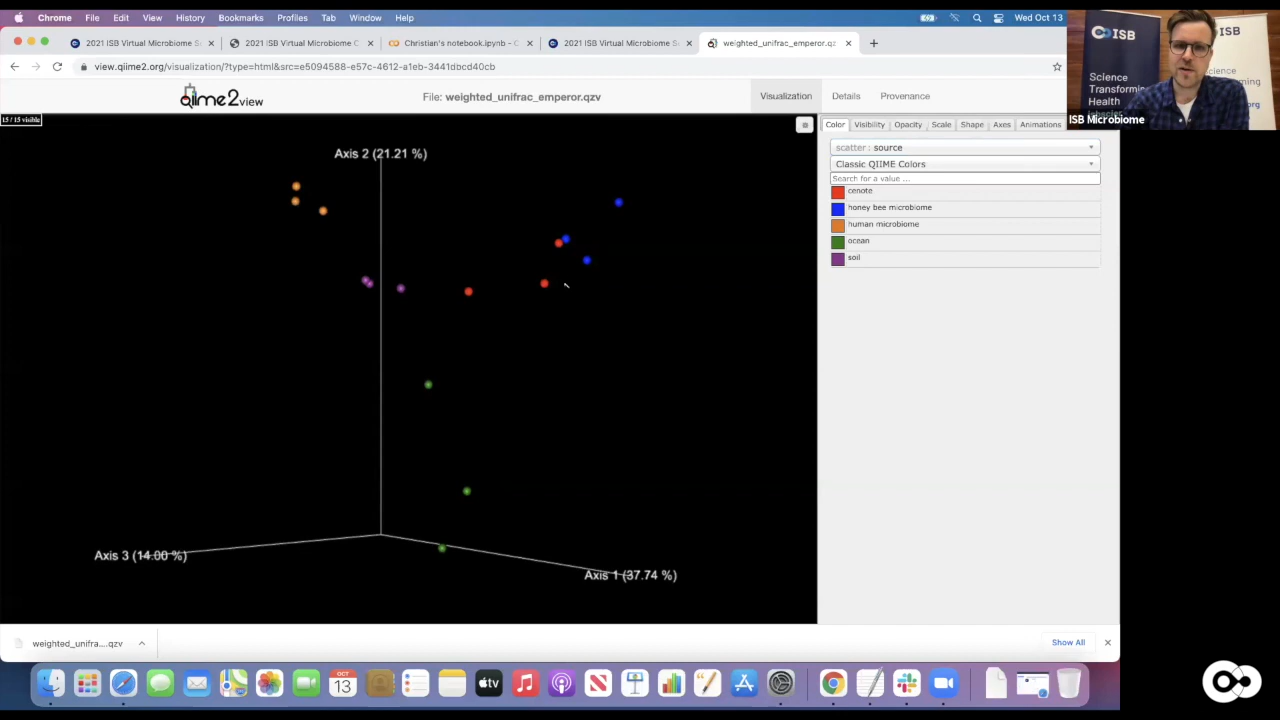 Chrome File Edit View History Bookmarks Profiles Tab Window Help Wed Oct 13
2021 ISB Virtual Microbiome S
2021 ISB Virtual Microbiome C
Christian's notebook.ipynb - C
2021 ISB Virtual Microbiome S
weighted_unifrac_emperor.qz
view.qiime2.org/visualization/?type=html&src=e5094588-e57c-4612-a1eb-3441dbcd40cb
ISB
ISB
Science
Transforming
Health
ISB Microbiome
qiime2view
File: weighted_unifrac_emperor.qzv
Visualization Details Provenance
15 / 15 visible
Color Visibility Opacity Scale Shape Axes Animations
scatter: source
Classic QIIME Colors
Search for a value ...
cenote
honey bee microbiome
human microbiome
ocean
soil
Axis 2 (21.21 %)
Axis 3 (14.00 %)
Axis 1 (37.74 %)
weighted_unifra....qzv
Show All
OCT
13
tv